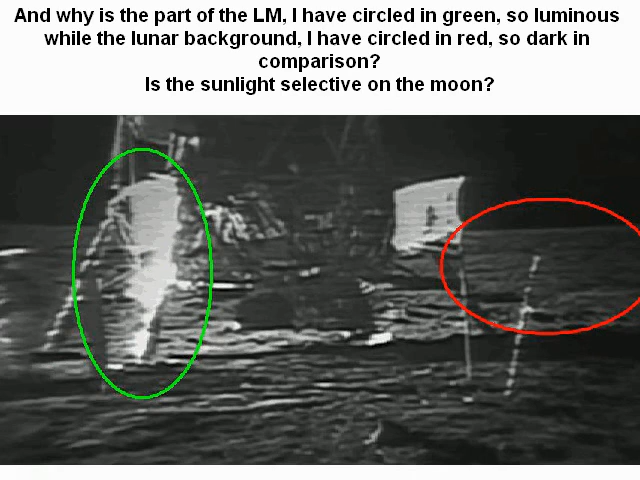 And why is the part of the LM, I have circled in green, so luminous
while the lunar background, I have circled in red, so dark in
comparison?
Is the sunlight selective on the moon?